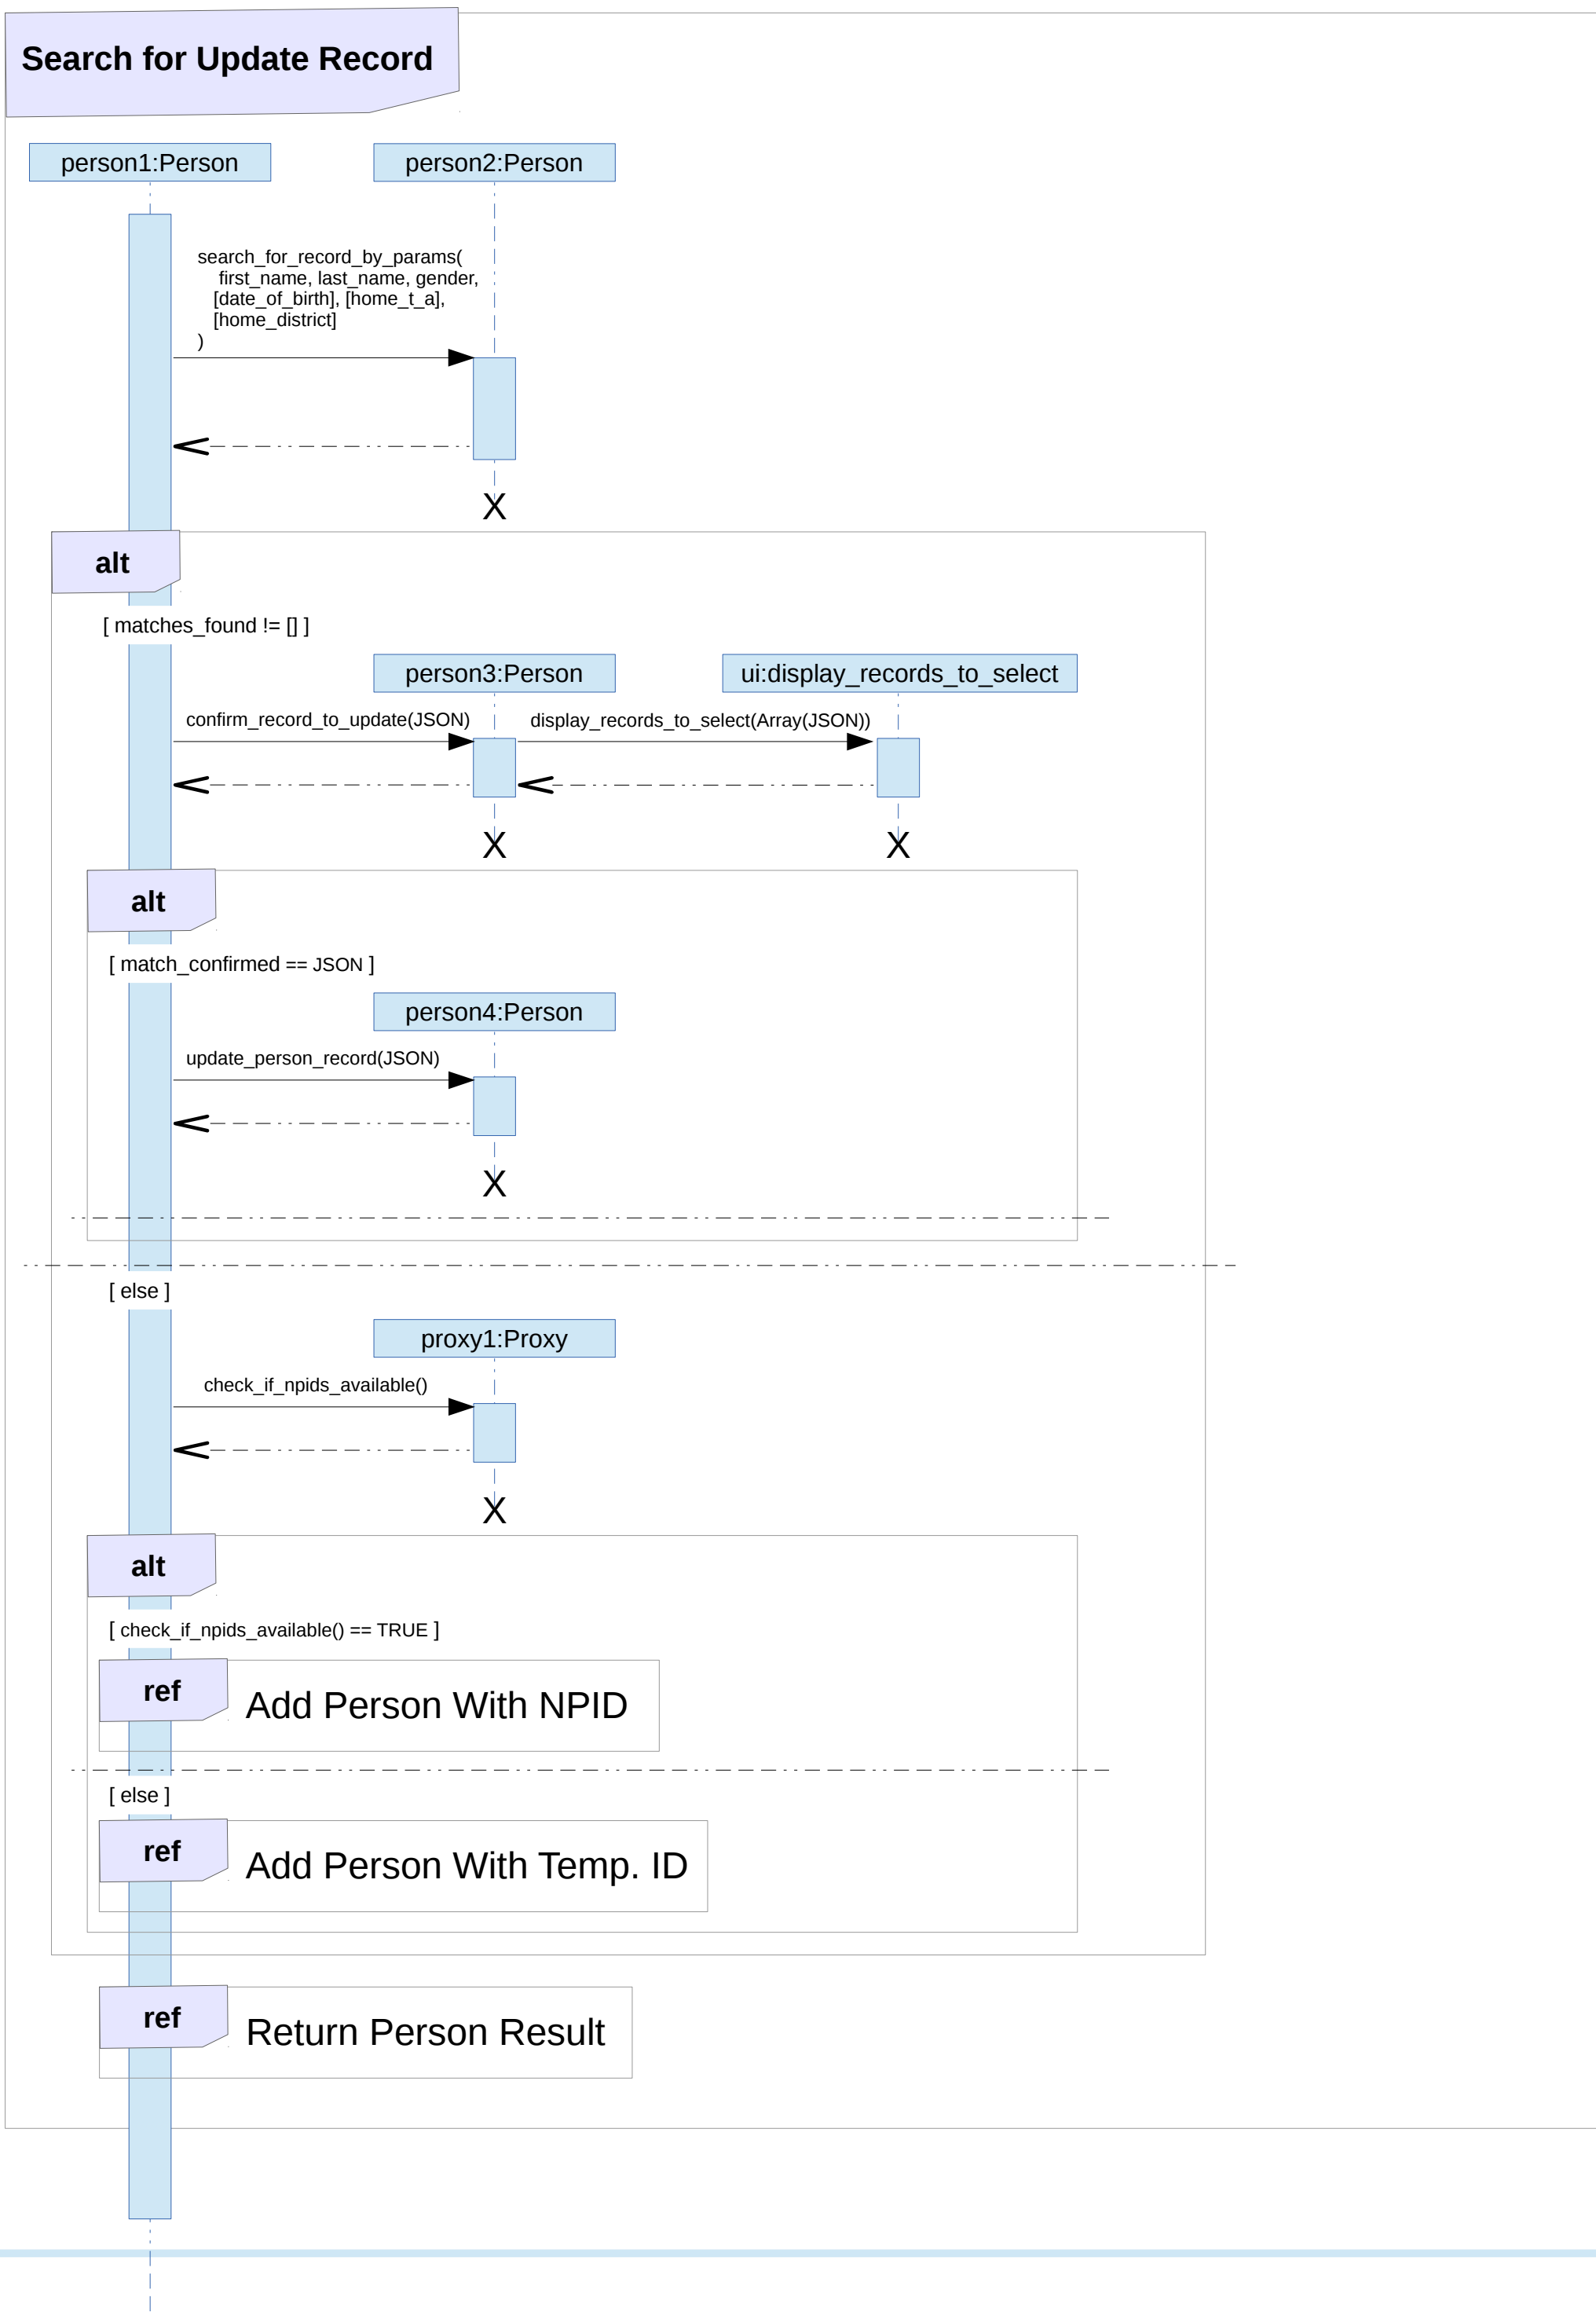 Search for Update Record
person1:Person
person2:Person
search_for_record_by_params(
first_name, last_name, gender,
[date_of_birth], [home_t_a],
[home_district]
)
X
alt
[ matches_found != [] ]
person3:Person
ui:display_records_to_select
confirm_record_to_update(JSON)
display_records_to_select(Array(JSON))
X
X
alt
[ match_confirmed == JSON ]
person4:Person
update_person_record(JSON)
X
[ else ]
proxy1:Proxy
check_if_npids_available()
X
alt
[ check_if_npids_available() == TRUE ]
ref
Add Person With NPID
[ else ]
ref
Add Person With Temp. ID
ref
Return Person Result